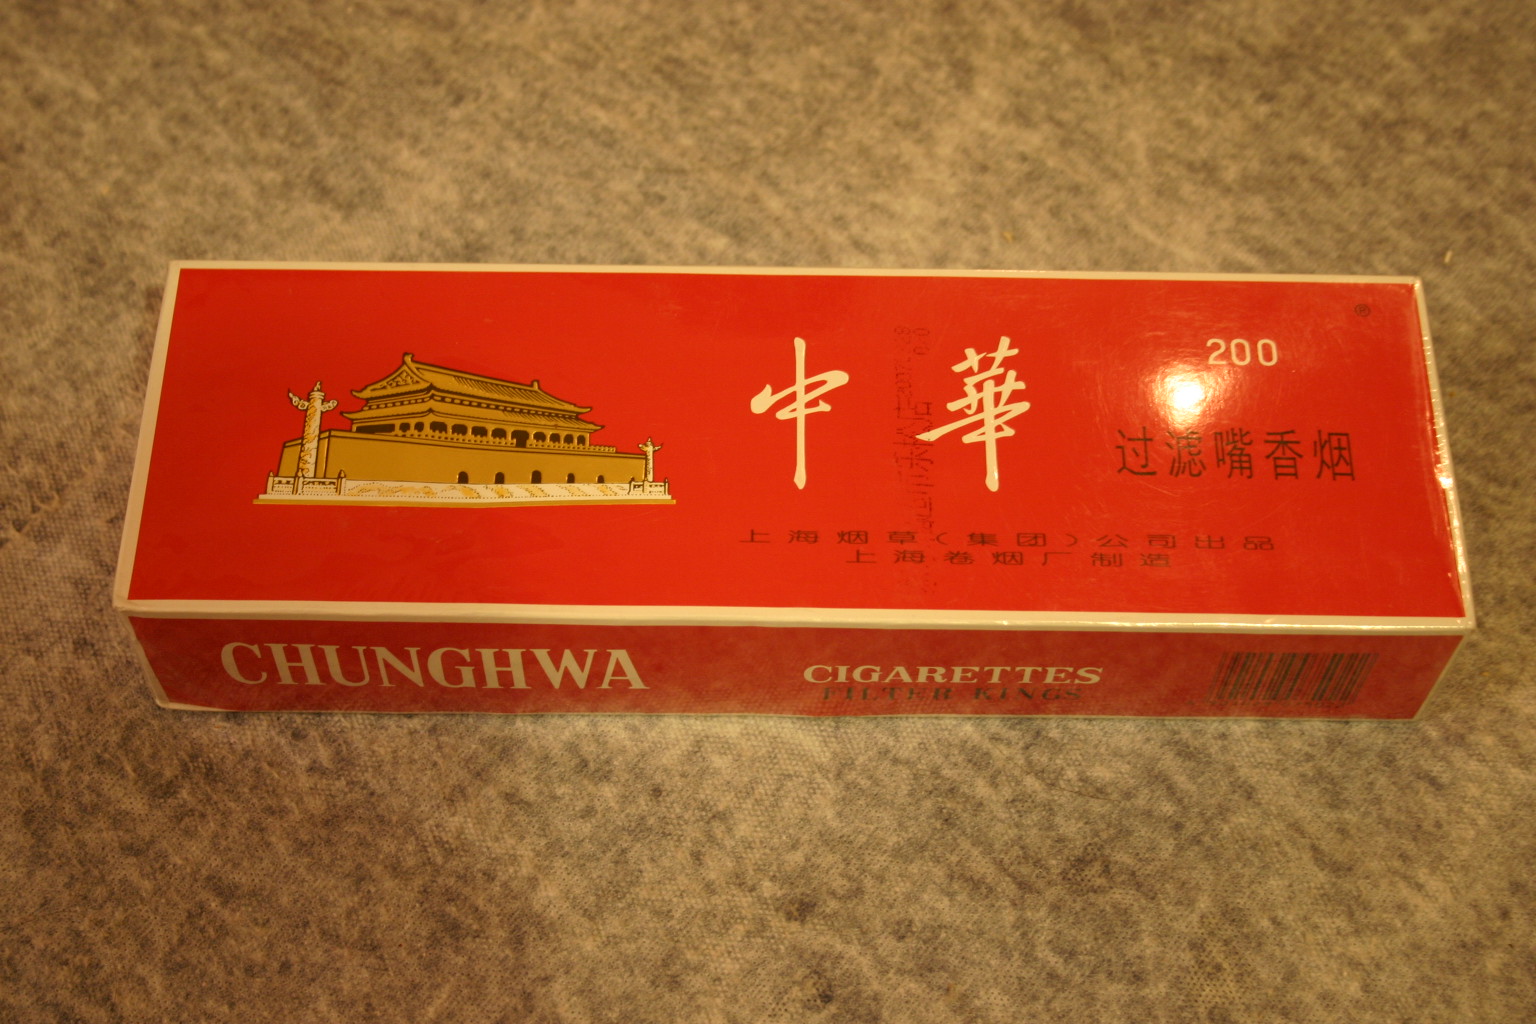 ®
200
中華
过滤嘴香烟
上海烟草（集团）公司出品
上海卷烟厂制造
CHUNGHWA
CIGARETTES
FILTER KINGS